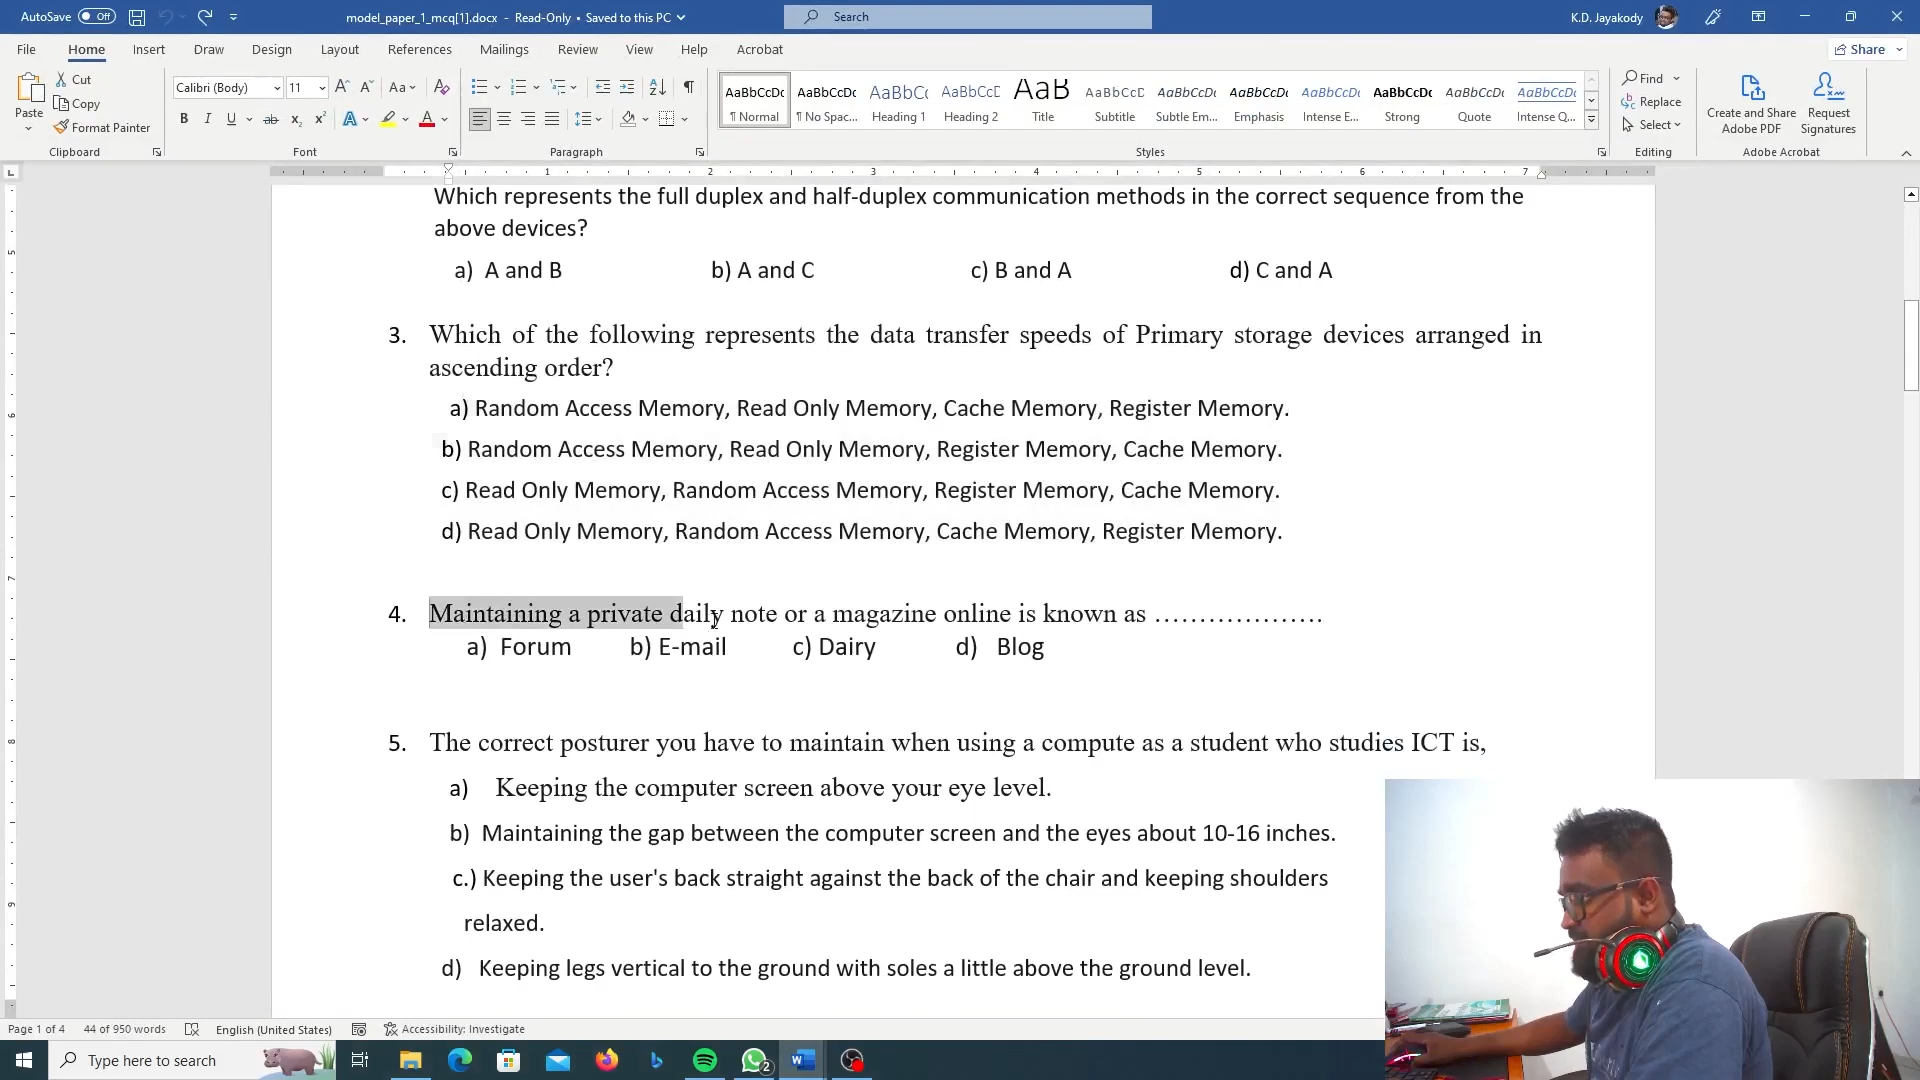 AutoSave Off model_paper_1_mcq[1].docx - Read-Only • Saved to this PC Search K.D. Jayakody
File Home Insert Draw Design Layout References Mailings Review View Help Acrobat Share
Cut
Copy
Format Painter
Paste
Calibri (Body) 11
AaBbCcDc AaBbCcDc AaBbCc AaBbCcD AaB AaBbCcD AaBbCcDc AaBbCcDc AaBbCcDc AaBbCcDc AaBbCcDc AaBbCcDc
¶ Normal ¶ No Spac... Heading 1 Heading 2 Title Subtitle Subtle Em... Emphasis Intense E... Strong Quote Intense Q...
Find
Replace
Select
Create and Share Adobe PDF
Request Signatures
Clipboard Font Paragraph Styles Editing Adobe Acrobat
1 2 3 4 5 6 7
Which represents the full duplex and half-duplex communication methods in the correct sequence from the
above devices?
a) A and B b) A and C c) B and A d) C and A
3. Which of the following represents the data transfer speeds of Primary storage devices arranged in
ascending order?
a) Random Access Memory, Read Only Memory, Cache Memory, Register Memory.
b) Random Access Memory, Read Only Memory, Register Memory, Cache Memory.
c) Read Only Memory, Random Access Memory, Register Memory, Cache Memory.
d) Read Only Memory, Random Access Memory, Cache Memory, Register Memory.
4. Maintaining a private daily note or a magazine online is known as ………………….
a) Forum b) E-mail c) Dairy d) Blog
5. The correct posturer you have to maintain when using a compute as a student who studies ICT is,
a) Keeping the computer screen above your eye level.
b) Maintaining the gap between the computer screen and the eyes about 10-16 inches.
c.) Keeping the user's back straight against the back of the chair and keeping shoulders
relaxed.
d) Keeping legs vertical to the ground with soles a little above the ground level.
Page 1 of 4 44 of 950 words English (United States) Accessibility: Investigate
Type here to search 2